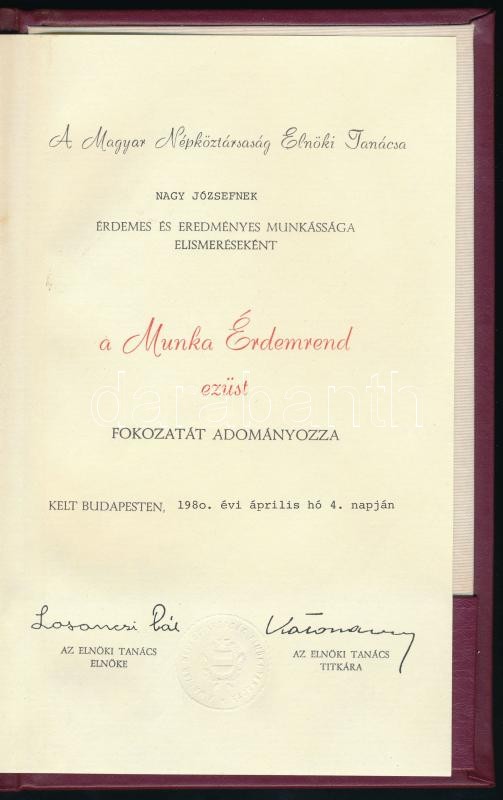 A Magyar Népköztársaság Elnöki Tanácsa
NAGY JÓZSEFNEK
ÉRDEMES ÉS EREDMÉNYES MUNKÁSSÁGA
ELISMERÉSEKÉNT
a Munka Érdemrend
ezüst
darabanth
FOKOZATÁT ADOMÁNYOZZA
KELT BUDAPESTEN, 198o. évi április hó 4. napján
Losonczi Pál
AZ ELNÖKI TANÁCS
ELNÖKE
AZ ELNÖKI TANÁCS
TITKÁRA